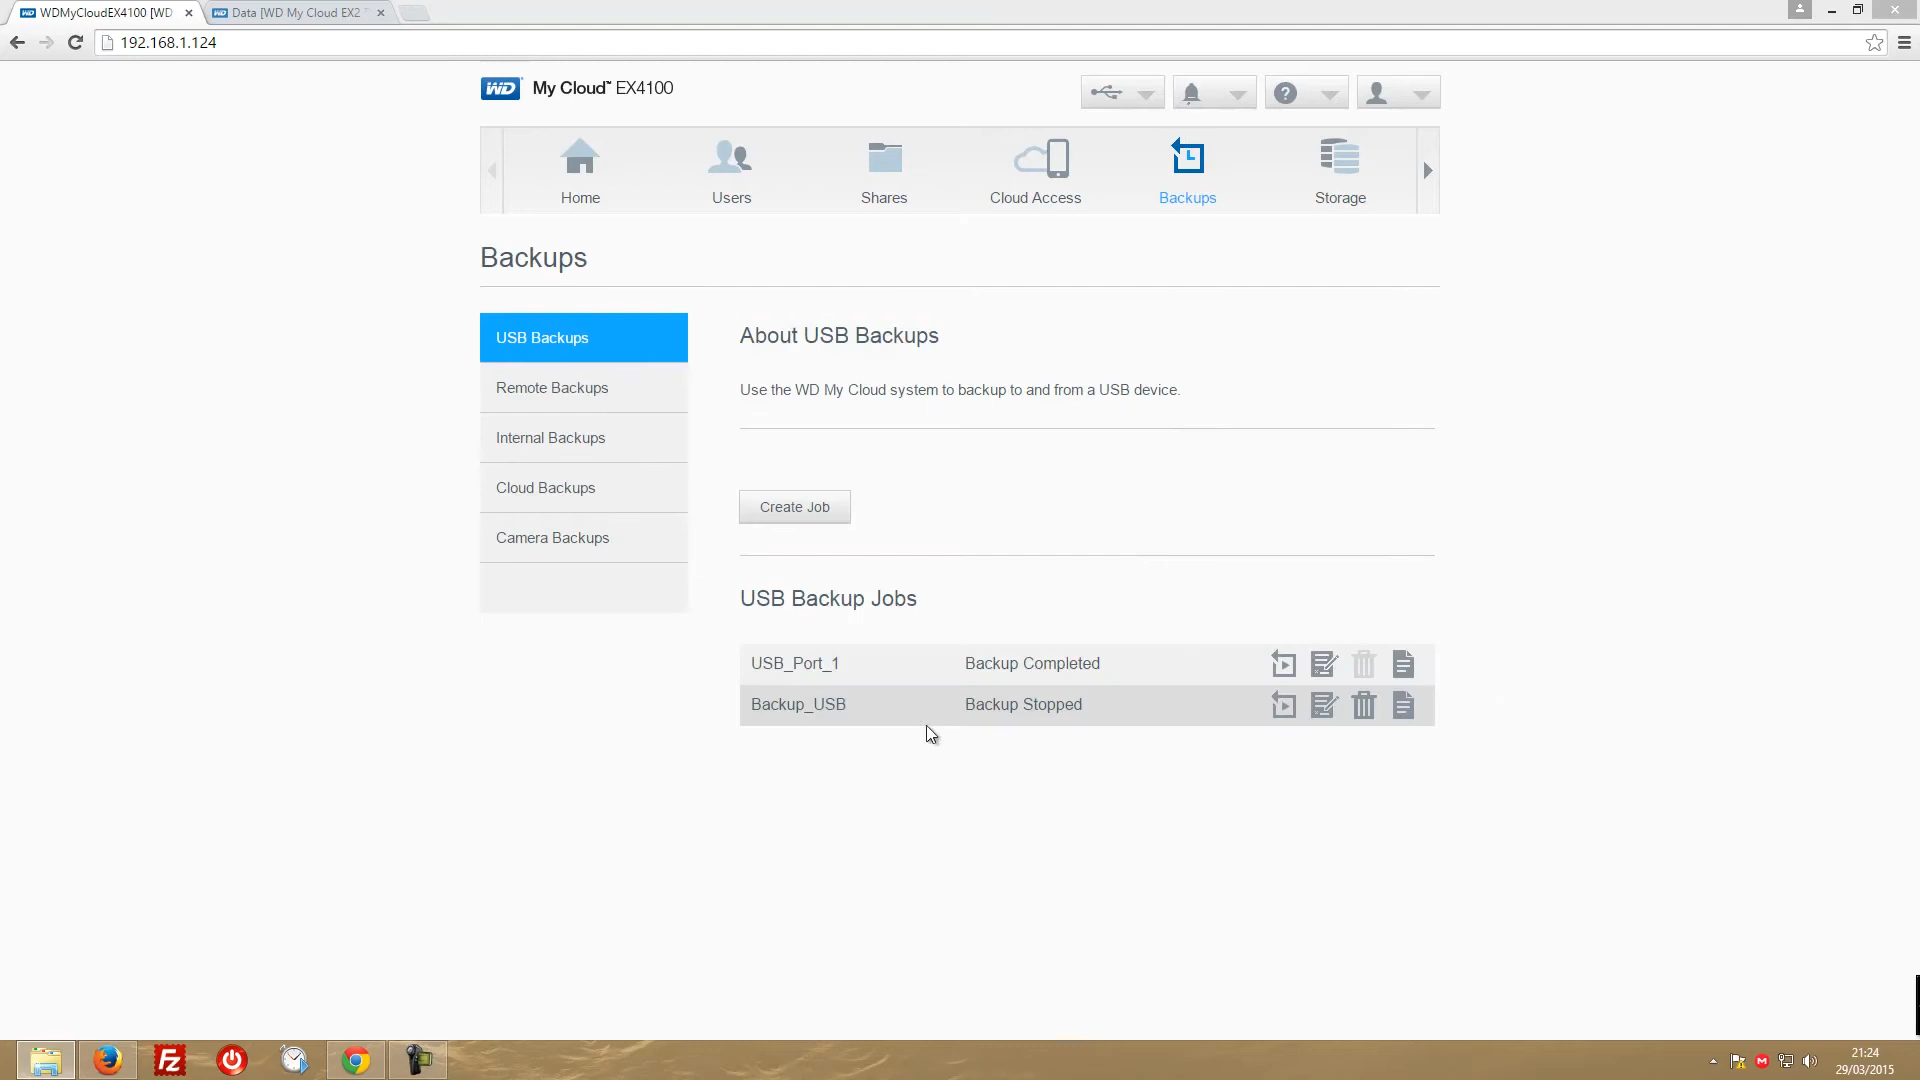 WDMyCloudEX4100 [WD
Data [WD My Cloud EX2
192.168.1.124
WD My Cloud™ EX4100
?
Home
Users
Shares
Cloud Access
Backups
Storage
Backups
USB Backups
Remote Backups
Internal Backups
Cloud Backups
Camera Backups
About USB Backups
Use the WD My Cloud system to backup to and from a USB device.
Create Job
USB Backup Jobs
USB_Port_1 Backup Completed
Backup_USB Backup Stopped
Fz
M
21:24
29/03/2015